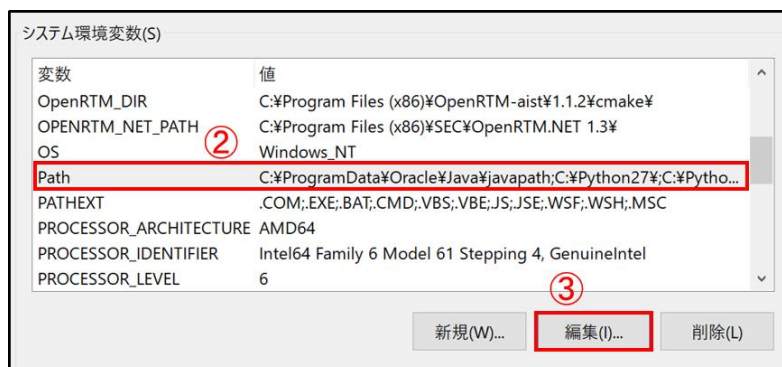 システム環境変数(S)
変数 値
OpenRTM_DIR C:¥Program Files (x86)¥OpenRTM-aist¥1.1.2¥cmake¥
OPENRTM_NET_PATH C:¥Program Files (x86)¥SEC¥OpenRTM.NET 1.3¥
②
OS Windows_NT
Path C:¥ProgramData¥Oracle¥Java¥javapath;C:¥Python27¥;C:¥Pytho...
PATHEXT .COM;.EXE;.BAT;.CMD;.VBS;.VBE;.JS;.JSE;.WSF;.WSH;.MSC
PROCESSOR_ARCHITECTURE AMD64
PROCESSOR_IDENTIFIER Intel64 Family 6 Model 61 Stepping 4, GenuineIntel
PROCESSOR_LEVEL 6
③
新規(W)... 編集(I)... 削除(L)